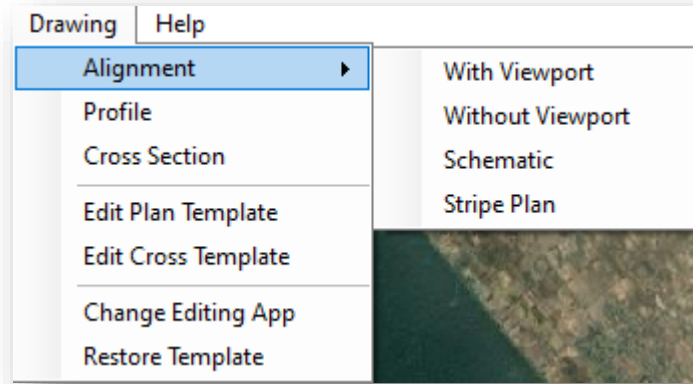 Drawing Help
Alignment
Profile
Cross Section
Edit Plan Template
Edit Cross Template
Change Editing App
Restore Template
With Viewport
Without Viewport
Schematic
Stripe Plan